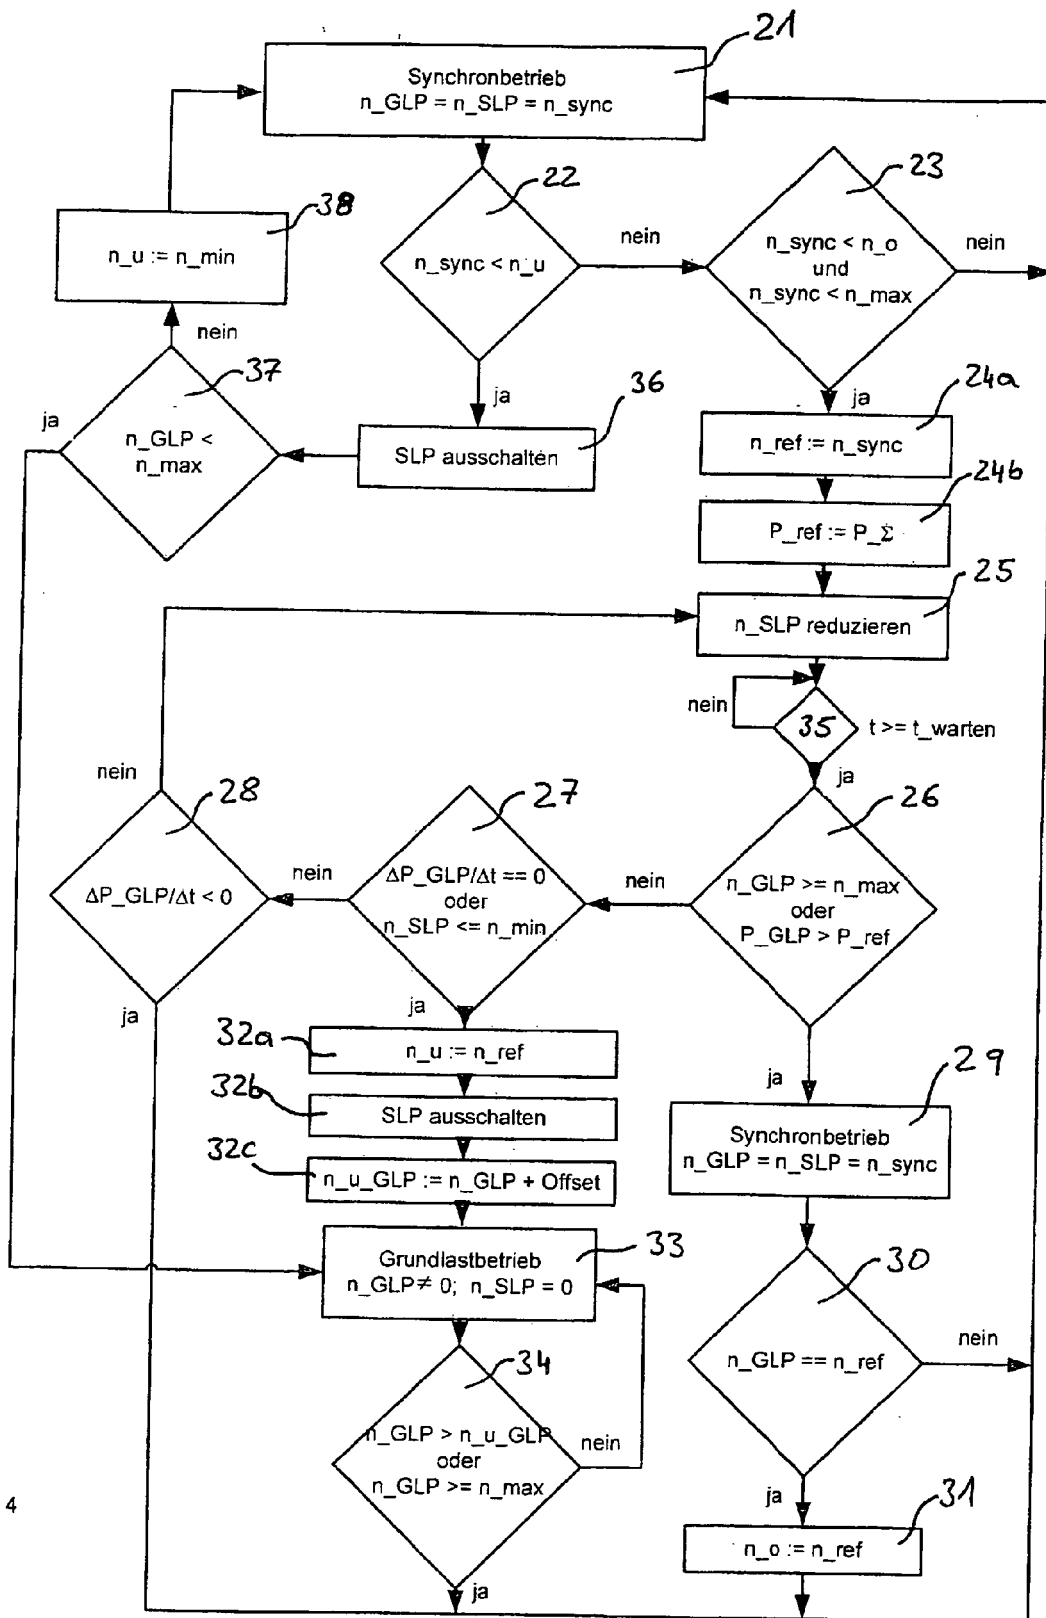 21
Synchronbetrieb
n_GLP = n_SLP = n_sync
22
23
38
n_u := n_min
n_sync < n_u
nein
n_sync < n_o
und
n_sync < n_max
nein
nein
37
ja
n_GLP <
n_max
ja
36
SLP ausschalten
ja
24a
n_ref := n_sync
24b
P_ref := P_Σ
25
n_SLP reduzieren
nein
35
t >= t_warten
ja
nein
28
27
26
ΔP_GLP/Δt < 0
nein
ΔP_GLP/Δt == 0
oder
n_SLP <= n_min
nein
n_GLP >= n_max
oder
P_GLP > P_ref
ja
ja
32a
n_u := n_ref
32b
SLP ausschalten
32c
n_u_GLP := n_GLP + Offset
ja
29
Synchronbetrieb
n_GLP = n_SLP = n_sync
33
Grundlastbetrieb
n_GLP ≠ 0; n_SLP = 0
30
n_GLP == n_ref
nein
34
n_GLP > n_u_GLP
oder
n_GLP >= n_max
nein
ja
31
n_o := n_ref
ja
4